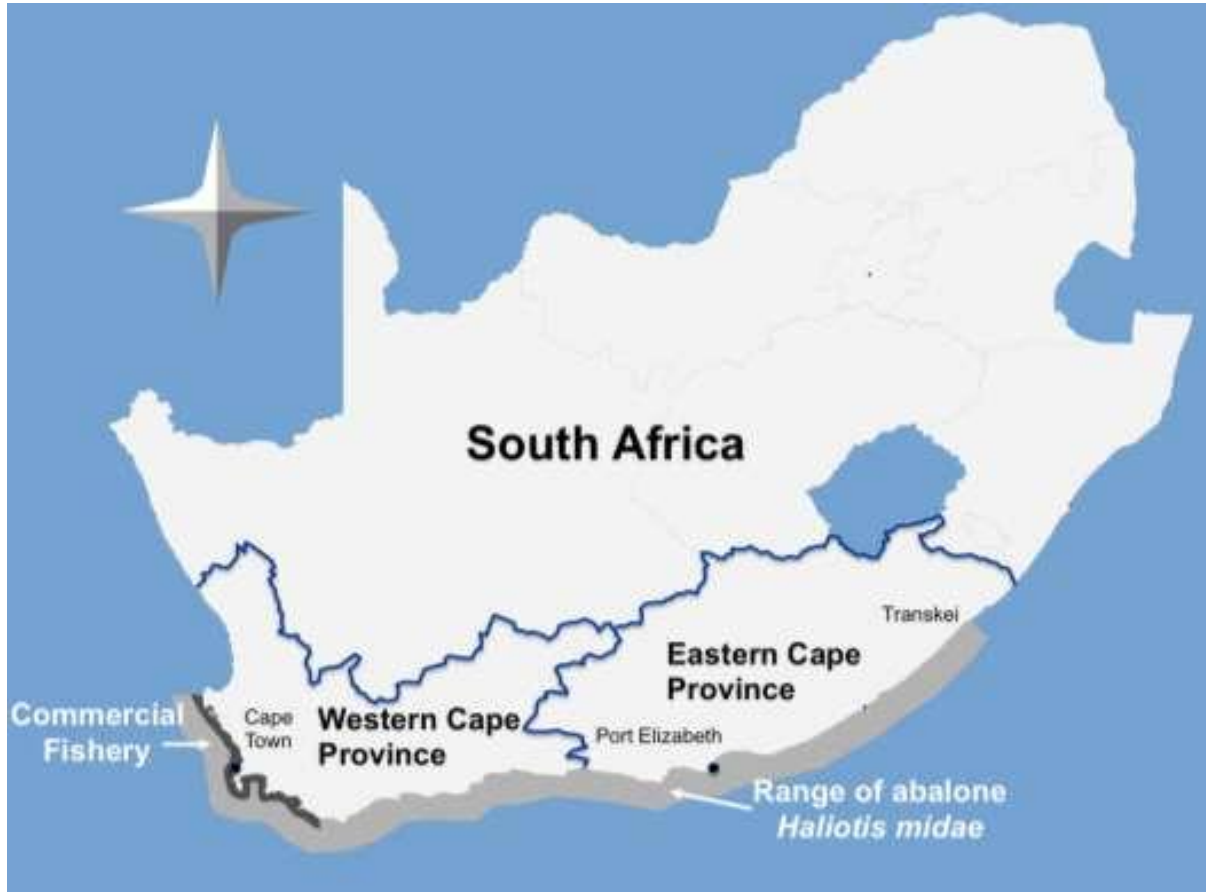 South Africa
Transkei
Eastern Cape
Province
Commercial
Fishery
Cape
Town
Western Cape
Province
Port Elizabeth
Range of abalone
Haliotis midae